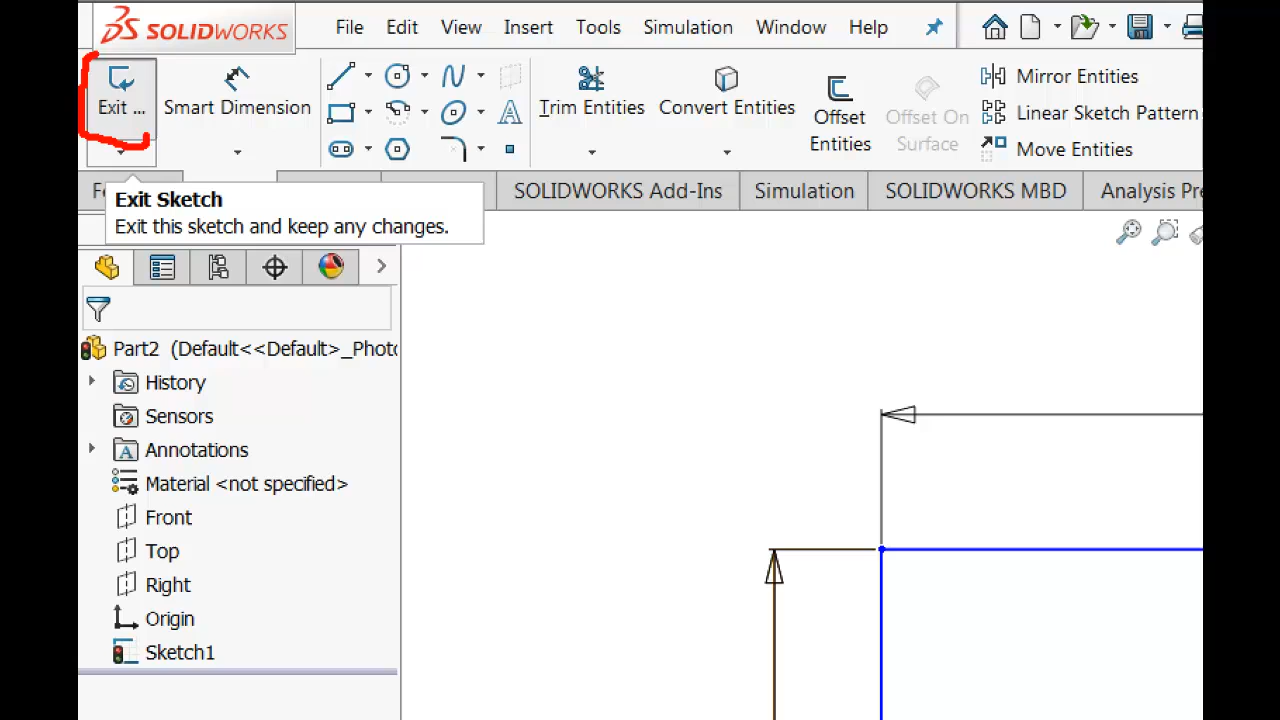 SOLIDWORKS
File Edit View Insert Tools Simulation Window Help
Exit ... Smart Dimension Trim Entities Convert Entities Offset Entities Offset On Surface
Mirror Entities
Linear Sketch Pattern
Move Entities
SOLIDWORKS Add-Ins Simulation SOLIDWORKS MBD Analysis Pre
Exit Sketch
Exit this sketch and keep any changes.
Part2 (Default<<Default>_Photo
History
Sensors
Annotations
Material <not specified>
Front
Top
Right
Origin
Sketch1